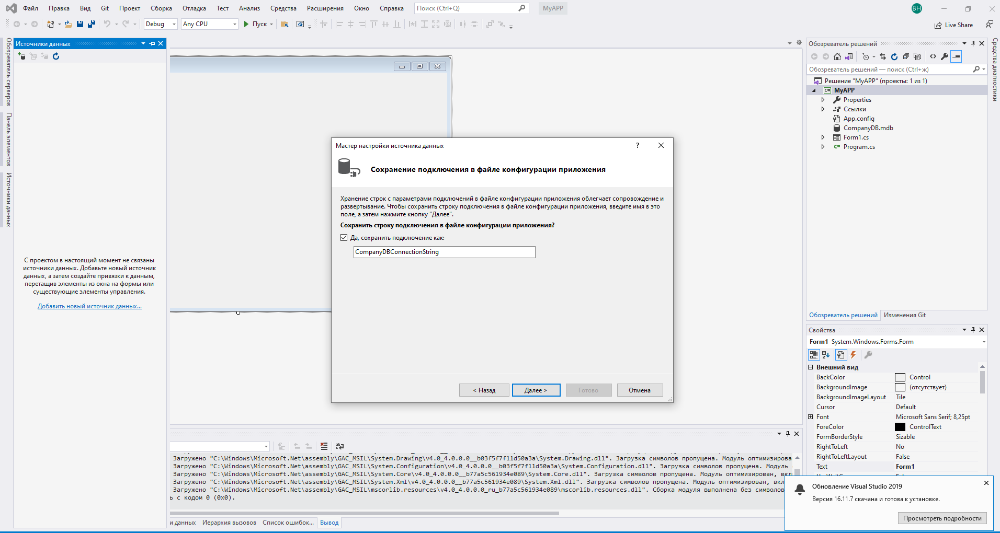 Файл Правка Вид Git Проект Сборка Отладка Тест Анализ Средства Расширения Окно Справка Поиск (Ctrl+Q) MyAPP ВН
Debug Any CPU Пуск Live Share
Обозреватель серверов
Панель элементов
Источники данных
Источники данных
С проектом в настоящий момент не связаны
источники данных. Добавьте новый источник
данных, а затем создайте привязки к данным,
перетащив элементы из окна на формы или
существующие элементы управления.
Добавить новый источник данных...
Мастер настройки источника данных ?
Сохранение подключения в файле конфигурации приложения
Хранение строк с параметрами подключений в файле конфигурации приложения облегчает сопровождение и
развертывание. Чтобы сохранить строку подключения в файле конфигурации приложения, введите имя в это
поле, а затем нажмите кнопку "Далее".
Сохранить строку подключения в файле конфигурации приложения?
Да, сохранить подключение как:
CompanyDBConnectionString
< Назад Далее > Готово Отмена
Загружено "C:\Windows\Microsoft.Net\assembly\GAC_MSIL\System.Drawing\v4.0_4.0.0.0__b03f5f7f11d50a3a\System.Drawing.dll". Загрузка символов пропущена. Модуль оптимизирова
Загружено "C:\Windows\Microsoft.Net\assembly\GAC_MSIL\System.Configuration\v4.0_4.0.0.0__b03f5f7f11d50a3a\System.Configuration.dll". Загрузка символов пропущена. Модуль
Загружено "C:\Windows\Microsoft.Net\assembly\GAC_MSIL\System.Core\v4.0_4.0.0.0__b77a5c561934e089\System.Core.dll". Загрузка символов пропущена. Модуль оптимизирован, вкл
Загружено "C:\Windows\Microsoft.Net\assembly\GAC_MSIL\System.Xml\v4.0_4.0.0.0__b77a5c561934e089\System.Xml.dll". Загрузка символов пропущена. Модуль оптимизирован, вкл
Загружено "C:\Windows\Microsoft.Net\assembly\GAC_MSIL\mscorlib.resources\v4.0_4.0.0.0_ru_b77a5c561934e089\mscorlib.resources.dll". Сборка модуля выполнена без символов
ь с кодом 0 (0x0).
и данных Иерархия вызовов Список ошибок... Вывод
Обозреватель решений
Обозреватель решений — поиск (Ctrl+ж)
Решение "MyAPP" (проекты: 1 из 1)
C# MyAPP
Properties
Ссылки
App.config
CompanyDB.mdb
Form1.cs
C# Program.cs
Обозреватель решений Изменения Git
Средства диагностики
Свойства
Form1 System.Windows.Forms.Form
Внешний вид
BackColor Control
BackgroundImage (отсутствует)
BackgroundImageLayout Tile
Cursor Default
Font Microsoft Sans Serif; 8,25pt
ForeColor ControlText
FormBorderStyle Sizable
RightToLeft No
RightToLeftLayout False
Text Form1
Обновление Visual Studio 2019
Версия 16.11.7 скачана и готова к установке.
Просмотреть подробности